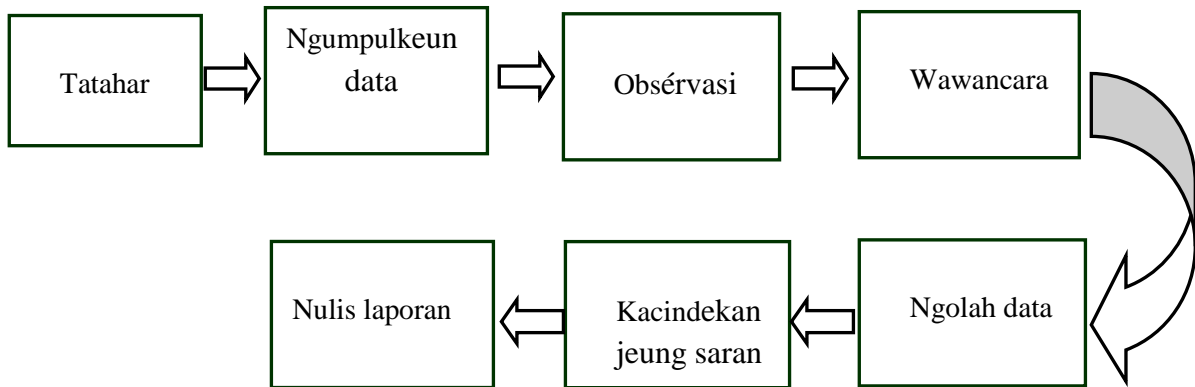 Tatahar
Ngumpulkeun
data
Obsérvasi
Wawancara
Ngolah data
Kacindekan
jeung saran
Nulis laporan